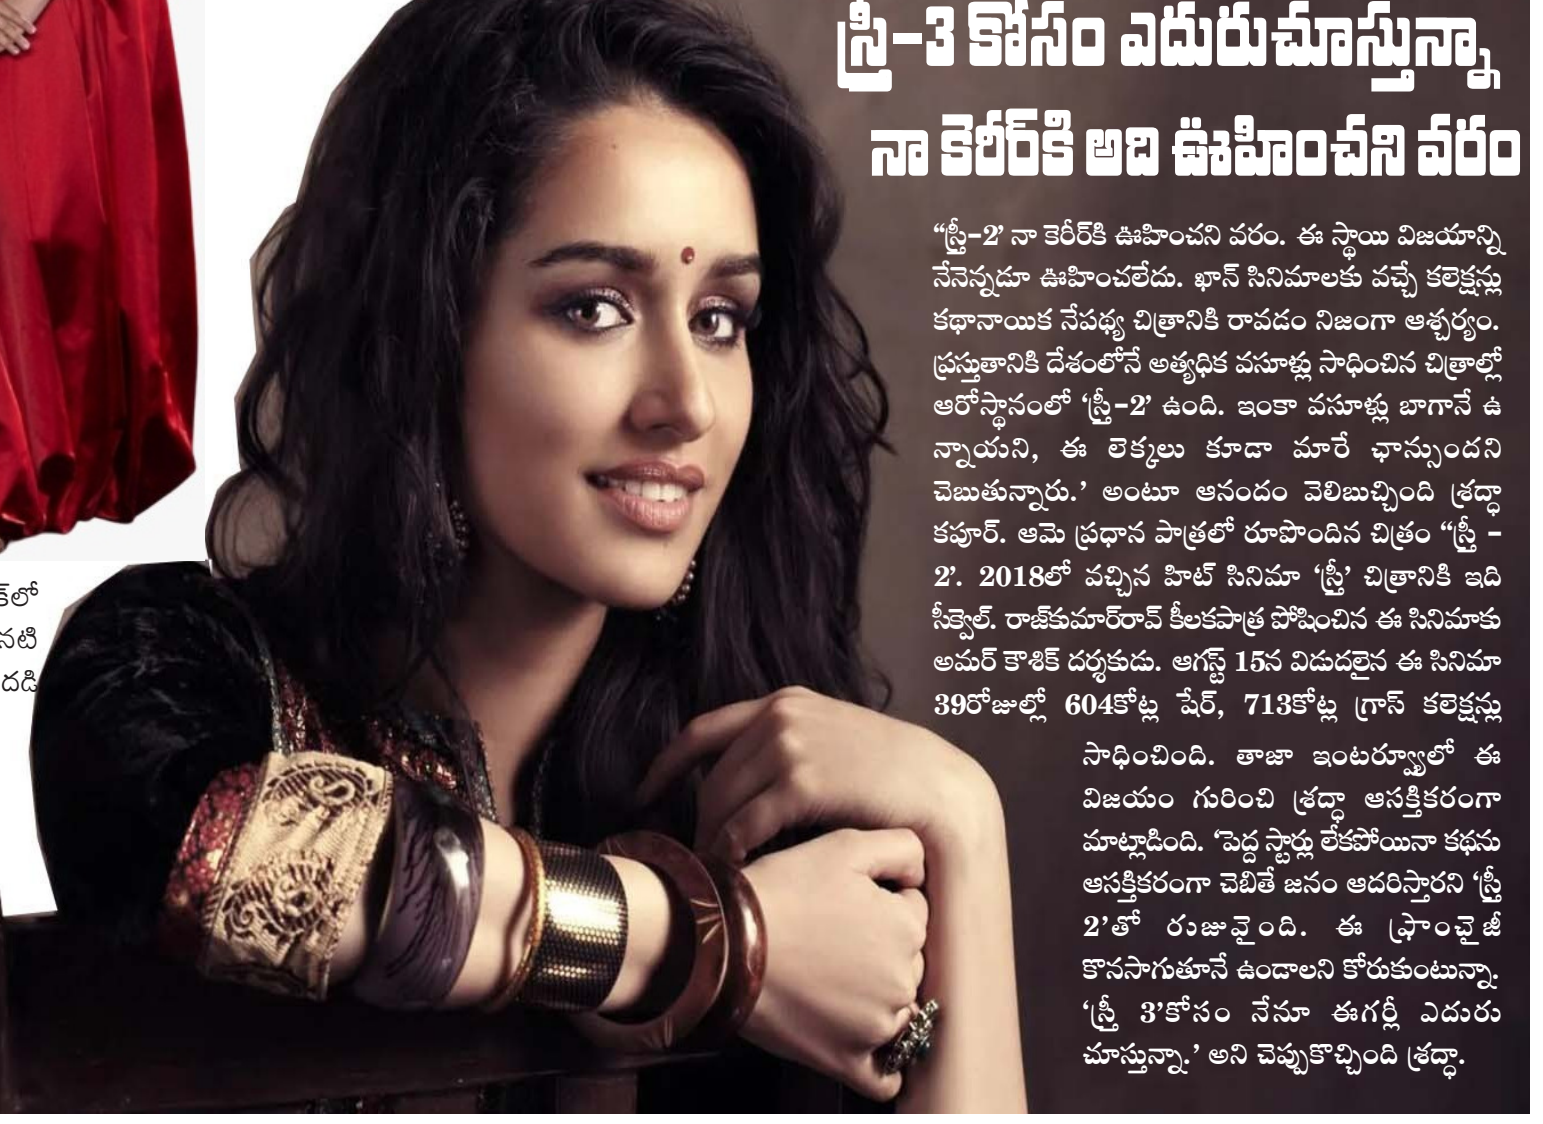 స్త్రీ-3 కోసం ఎదురుచూస్తున్నా
నా కెరీర్‌కి అది ఊహించని వరం
“స్త్రీ-2’ నా కెరీర్‌కి ఊహించని వరం. ఈ స్థాయి విజయాన్ని
నేనెన్నడూ ఊహించలేదు. ఖాన్ సినిమాలకు వచ్చే కలెక్షన్లు
కథానాయిక నేపథ్య చిత్రానికి రావడం నిజంగా ఆశ్చర్యం.
ప్రస్తుతానికి దేశంలోనే అత్యధిక వసూళ్లు సాధించిన చిత్రాల్లో
ఆరోస్థానంలో ‘స్త్రీ-2’ ఉంది. ఇంకా వసూళ్లు బాగానే ఉ
న్నాయని, ఈ లెక్కలు కూడా మారే ఛాన్సుందని
చెబుతున్నారు.’ అంటూ ఆనందం వెలిబుచ్చింది శ్రద్ధా
కపూర్. ఆమె ప్రధాన పాత్రలో రూపొందిన చిత్రం “స్త్రీ -
2’. 2018లో వచ్చిన హిట్ సినిమా ‘స్త్రీ’ చిత్రానికి ఇది
సీక్వెల్. రాజ్‌కుమార్‌రావ్ కీలకపాత్ర పోషించిన ఈ సినిమాకు
అమర్ కౌశిక్ దర్శకుడు. ఆగస్ట్ 15న విడుదలైన ఈ సినిమా
39రోజుల్లో 604కోట్ల షేర్, 713కోట్ల గ్రాస్ కలెక్షన్లు
సాధించింది. తాజా ఇంటర్వ్యూలో ఈ
విజయం గురించి శ్రద్ధా ఆసక్తికరంగా
మాట్లాడింది. ‘పెద్ద స్టార్లు లేకపోయినా కథను
ఆసక్తికరంగా చెబితే జనం ఆదరిస్తారని ‘స్త్రీ
2’తో రుజువైంది. ఈ ఫ్రాంచైజీ
కొనసాగుతూనే ఉండాలని కోరుకుంటున్నా.
‘స్త్రీ 3’కోసం నేనూ ఈగర్లీ ఎదురు
చూస్తున్నా.’ అని చెప్పుకొచ్చింది శ్రద్ధా.